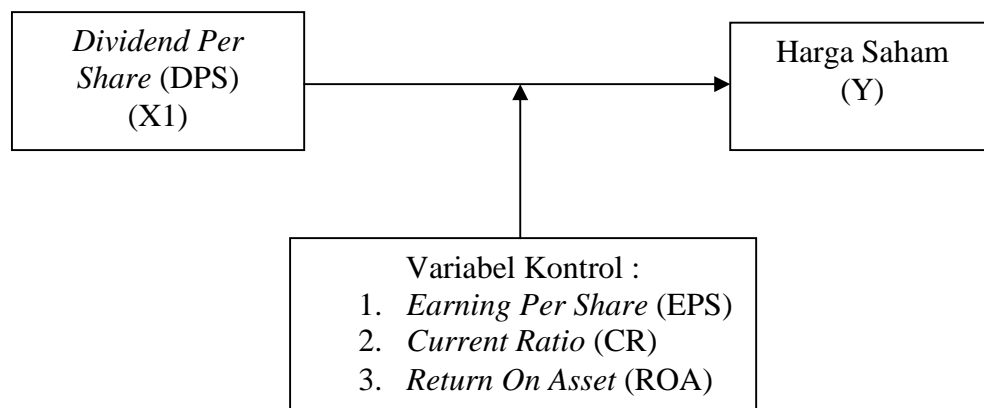 Dividend Per
Share (DPS)
(X1)
Harga Saham
(Y)
Variabel Kontrol :
1. Earning Per Share (EPS)
2. Current Ratio (CR)
3. Return On Asset (ROA)